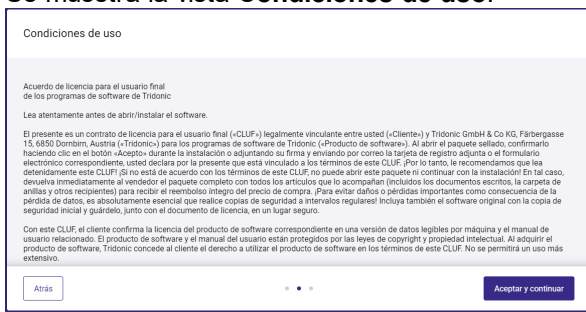 Se muestra la vista Condiciones de uso.
Condiciones de uso
Acuerdo de licencia para el usuario final
de los programas de software de Tridonic
Lea atentamente antes de abrir/instalar el software.
El presente es un contrato de licencia para el usuario final («CLUF») legalmente vinculante entre usted («Cliente») y Tridonic GmbH & Co KG, Färbergasse
15, 6850 Dornbirn, Austria («Tridonic») para los programas de software de Tridonic («Producto de software»). Al abrir el paquete sellado, confirmarlo
haciendo clic en el botón «Acepto» durante la instalación o adjuntando su firma y enviando por correo la tarjeta de registro adjunta o el formulario
electrónico correspondiente, usted declara por la presente que está vinculado a los términos de este CLUF. ¡Por lo tanto, le recomendamos que lea
detenidamente este CLUF! ¡Si no está de acuerdo con los términos de este CLUF, no puede abrir este paquete ni continuar con la instalación! En tal caso,
devuelva inmediatamente al vendedor el paquete completo con todos los artículos que lo acompañan (incluidos los documentos escritos, la carpeta de
anillas y otros recipientes) para recibir el reembolso íntegro del precio de compra. ¡Para evitar daños o pérdidas importantes como consecuencia de la
pérdida de datos, es absolutamente esencial que realice copias de seguridad a intervalos regulares! Incluya también el software original con la copia de
seguridad inicial y guárdelo, junto con el documento de licencia, en un lugar seguro.
Con este CLUF, el cliente confirma la licencia del producto de software correspondiente en una versión de datos legibles por máquina y el manual de
usuario relacionado. El producto de software y el manual del usuario están protegidos por las leyes de copyright y propiedad intelectual. Al adquirir el
producto de software, Tridonic concede al cliente el derecho a utilizar el producto de software en los términos de este CLUF. No se permitirá un uso más
extensivo.
Atrás
Aceptar y continuar